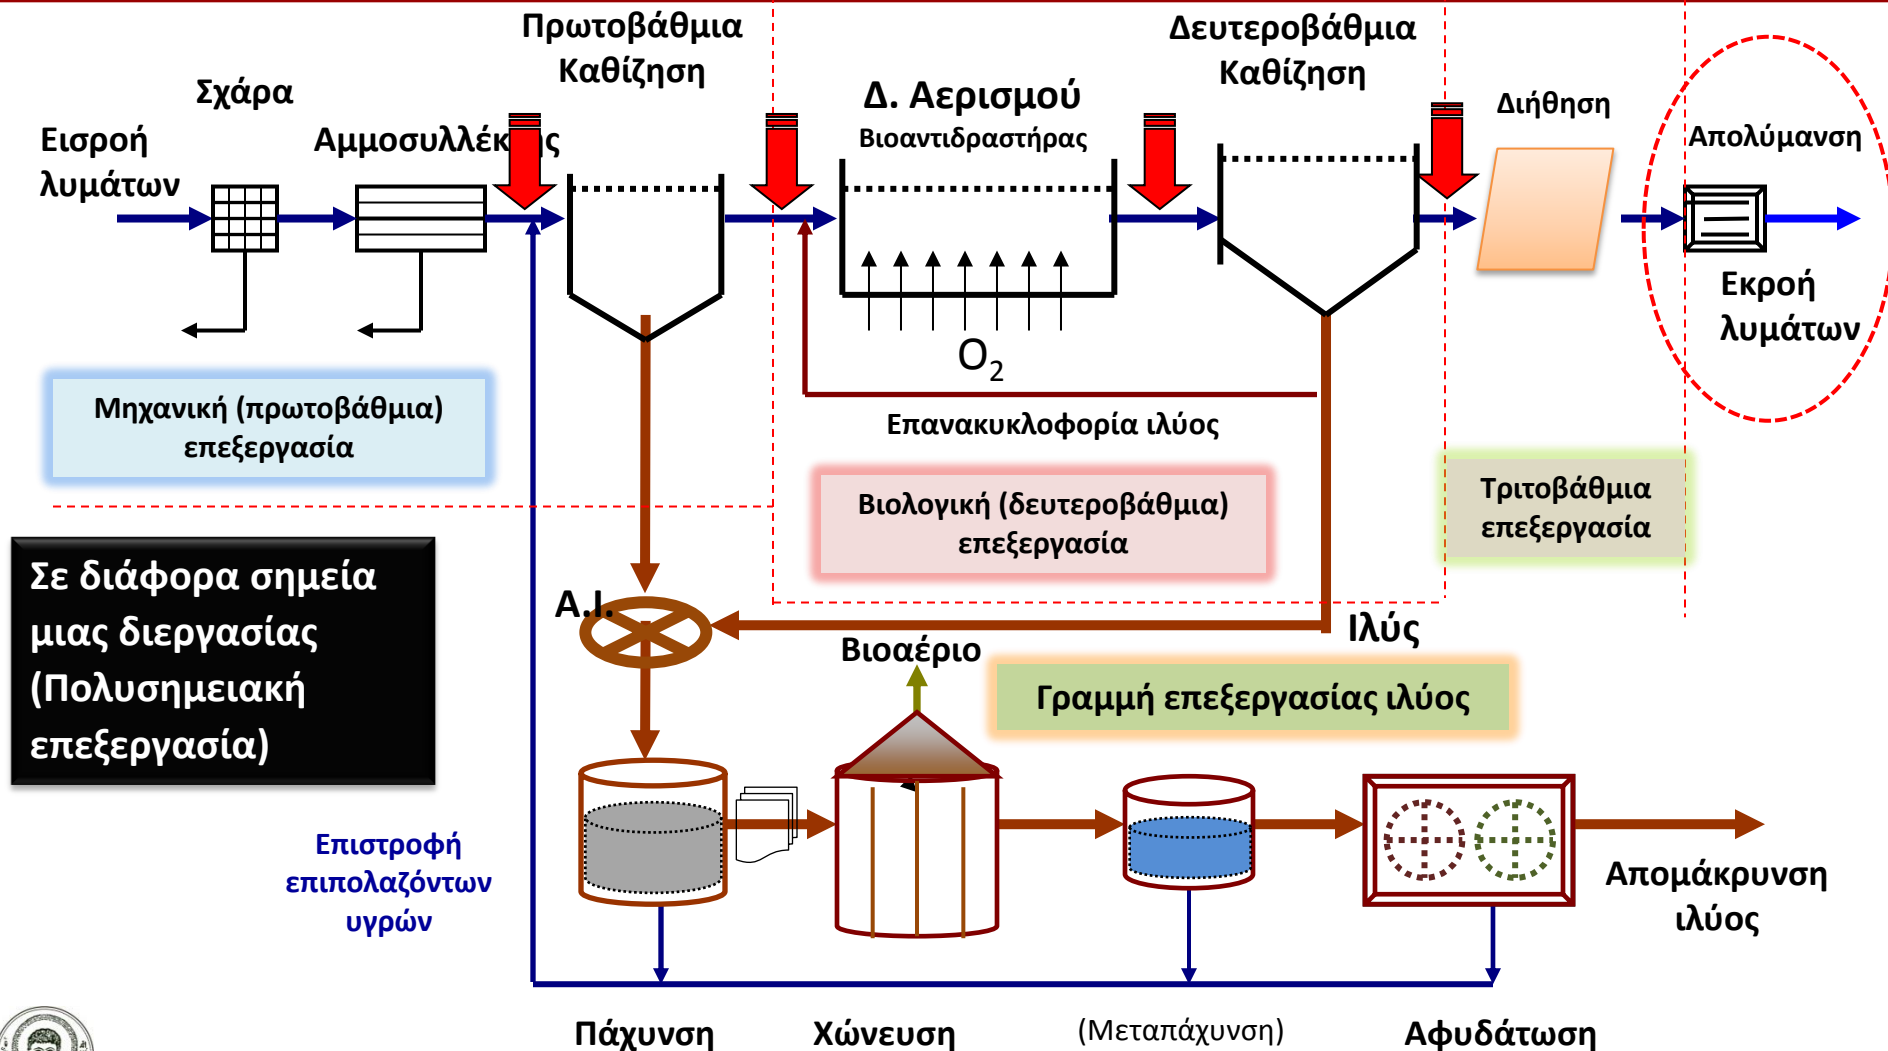 Πρωτοβάθμια
Καθίζηση
Δευτεροβάθμια
Καθίζηση
Σχάρα
Δ. Αερισμού
Βιοαντιδραστήρας
Διήθηση
Εισροή
λυμάτων
Αμμοσυλλέκτης
Απολύμανση
Εκροή
λυμάτων
O2
Επανακυκλοφορία ιλύος
Μηχανική (πρωτοβάθμια)
επεξεργασία
Βιολογική (δευτεροβάθμια)
επεξεργασία
Τριτοβάθμια
επεξεργασία
Σε διάφορα σημεία
μιας διεργασίας
(Πολυσημειακή
επεξεργασία)
Α.Ι.
Ιλύς
Βιοαέριο
Γραμμή επεξεργασίας ιλύος
Επιστροφή
επιπολαζόντων
υγρών
Απομάκρυνση
ιλύος
Πάχυνση
Χώνευση
(Μεταπάχυνση)
Αφυδάτωση